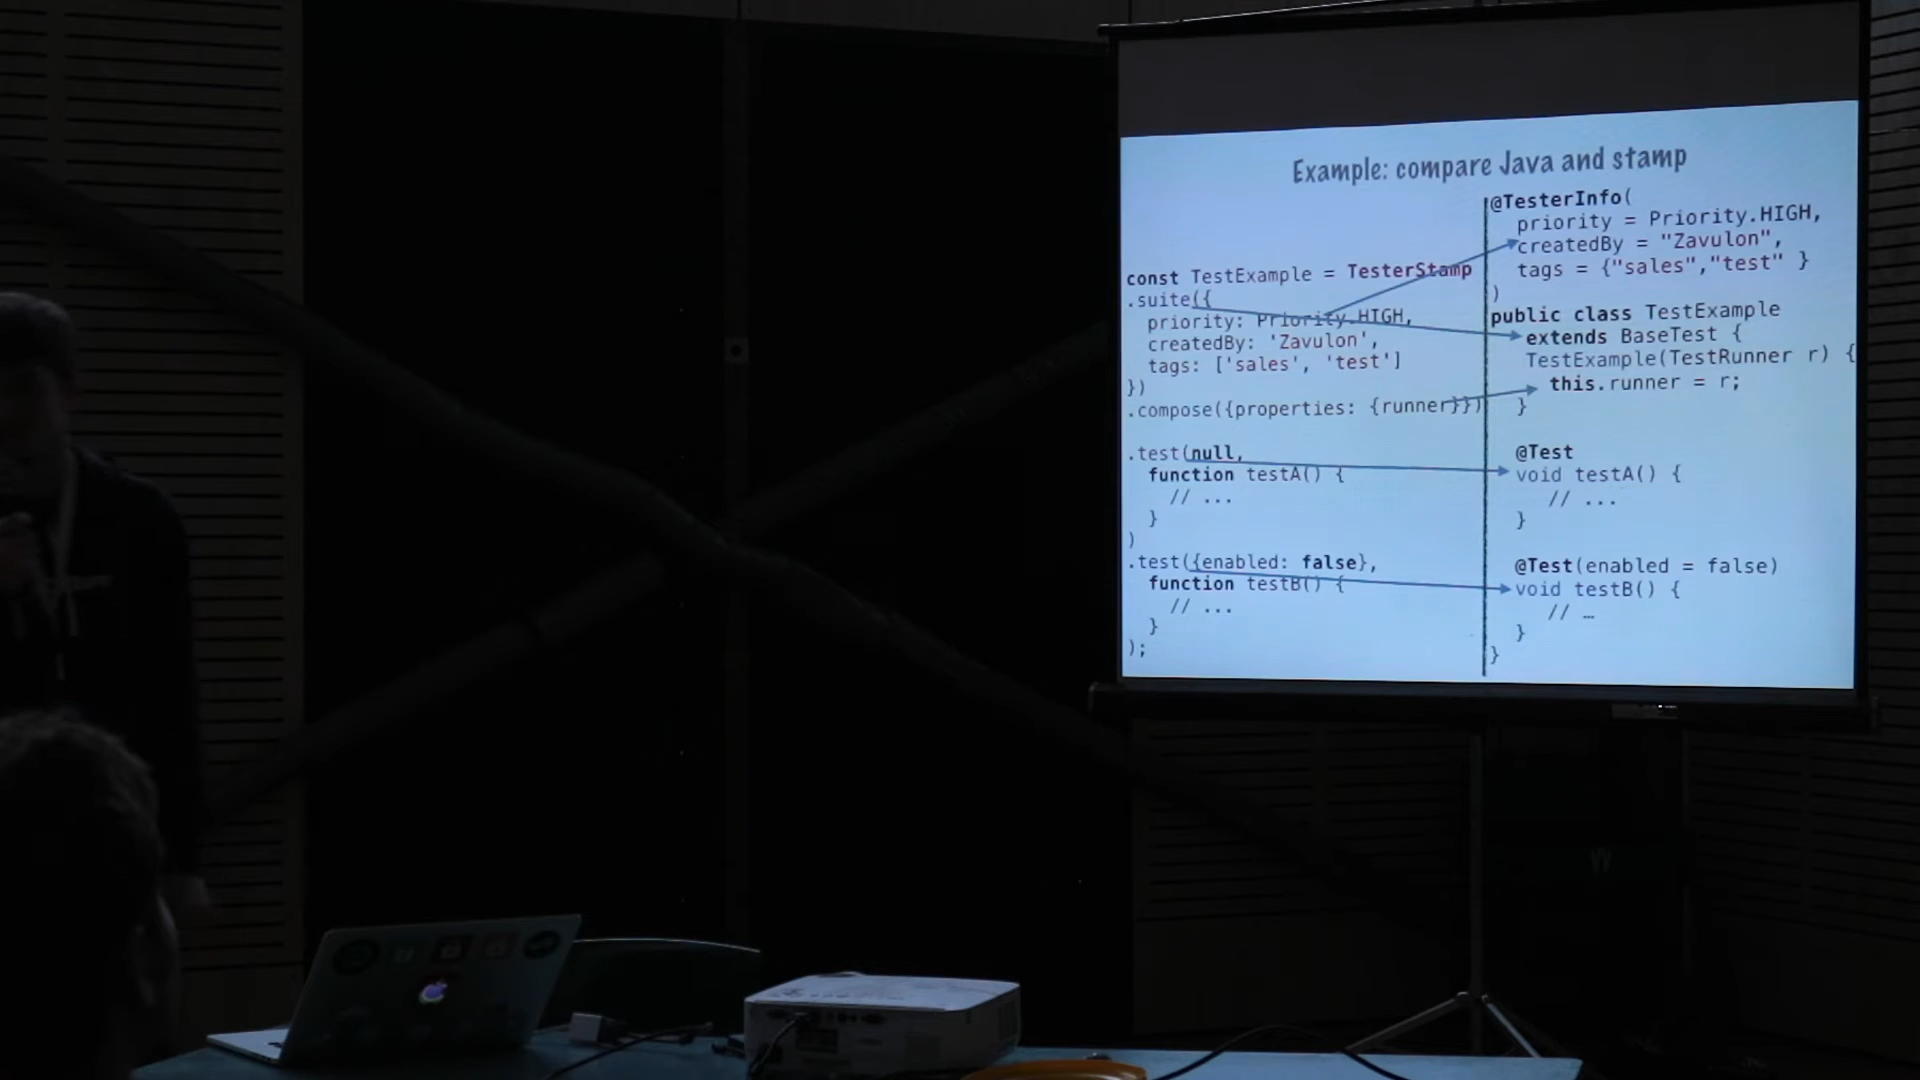 Example: compare Java and stamp
const TestExample = TesterStamp
.suite({
priority: Priority.HIGH,
createdBy: 'Zavulon',
tags: ['sales', 'test']
})
.compose({properties: {runner}})
.test(null,
function testA() {
// ...
}
)
.test({enabled: false},
function testB() {
// ...
}
);
@TesterInfo(
priority = Priority.HIGH,
createdBy = "Zavulon",
tags = {"sales","test" }
)
public class TestExample
extends BaseTest {
TestExample(TestRunner r) {
this.runner = r;
}
@Test
void testA() {
// ...
}
@Test(enabled = false)
void testB() {
// …
}
}